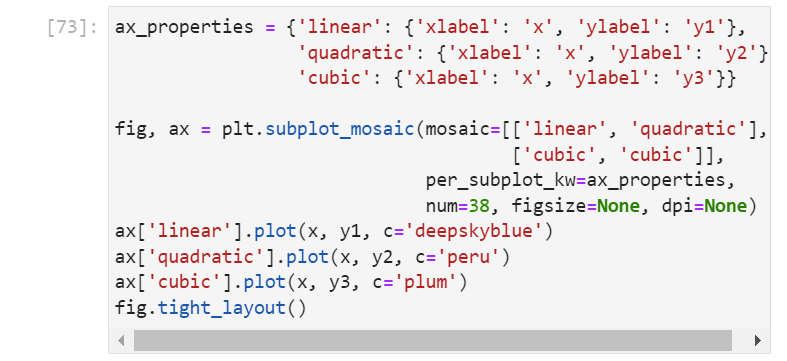 [73]: ax_properties = {'linear': {'xlabel': 'x', 'ylabel': 'y1'},
'quadratic': {'xlabel': 'x', 'ylabel': 'y2'}
'cubic': {'xlabel': 'x', 'ylabel': 'y3'}}
fig, ax = plt.subplot_mosaic(mosaic=[['linear', 'quadratic'],
['cubic', 'cubic']],
per_subplot_kw=ax_properties,
num=38, figsize=None, dpi=None)
ax['linear'].plot(x, y1, c='deepskyblue')
ax['quadratic'].plot(x, y2, c='peru')
ax['cubic'].plot(x, y3, c='plum')
fig.tight_layout()